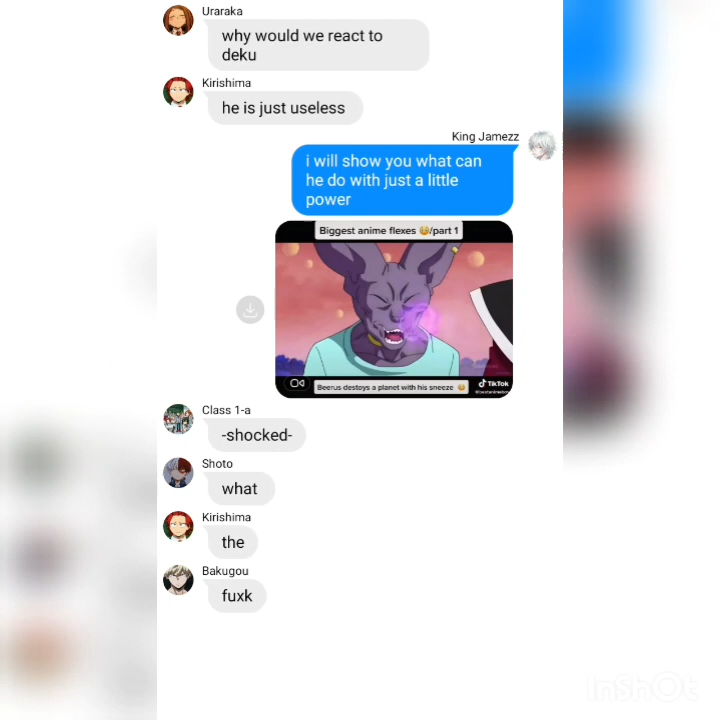 Uraraka
why would we react to
deku
Kirishima
he is just useless
King Jamezz
i will show you what can
he do with just a little
power
Biggest anime flexes 😏/part 1
Beerus destoys a planet with his sneeze
TikTok
Class 1-a
-shocked-
Shoto
what
Kirishima
the
Bakugou
fuxk
InShOt